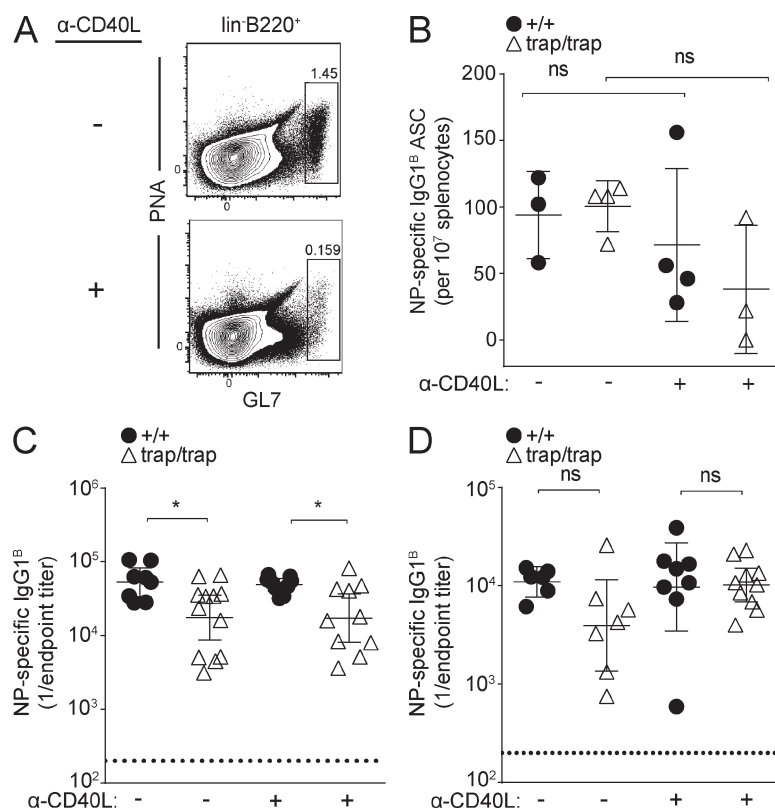 A
α-CD40L
lin⁻B220⁺
-
1.45
0
0
PNA
+
0.159
0
0
GL7
B
+/+
trap/trap
ns
ns
200
150
100
50
0
NP-specific IgG1ᴮ ASC
(per 10⁷ splenocytes)
α-CD40L: - - + +
C
+/+
trap/trap
* *
10⁶
10⁵
10⁴
10³
10²
NP-specific IgG1ᴮ
(1/endpoint titer)
α-CD40L: - - + +
D
+/+
trap/trap
ns ns
10⁵
10⁴
10³
10²
NP-specific IgG1ᴮ
(1/endpoint titer)
α-CD40L: - - + +